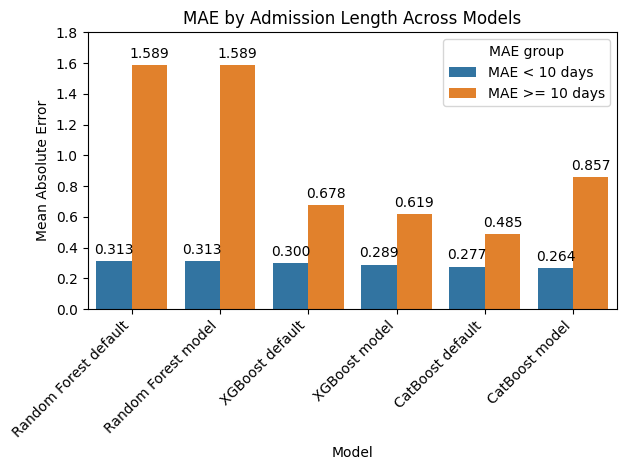 MAE by Admission Length Across Models
Mean Absolute Error
1.8
1.6
1.4
1.2
1.0
0.8
0.6
0.4
0.2
0.0
MAE group
MAE < 10 days
MAE >= 10 days
0.313
1.589
0.313
1.589
0.300
0.678
0.289
0.619
0.277
0.485
0.264
0.857
Random Forest default
Random Forest model
XGBoost default
XGBoost model
CatBoost default
CatBoost model
Model